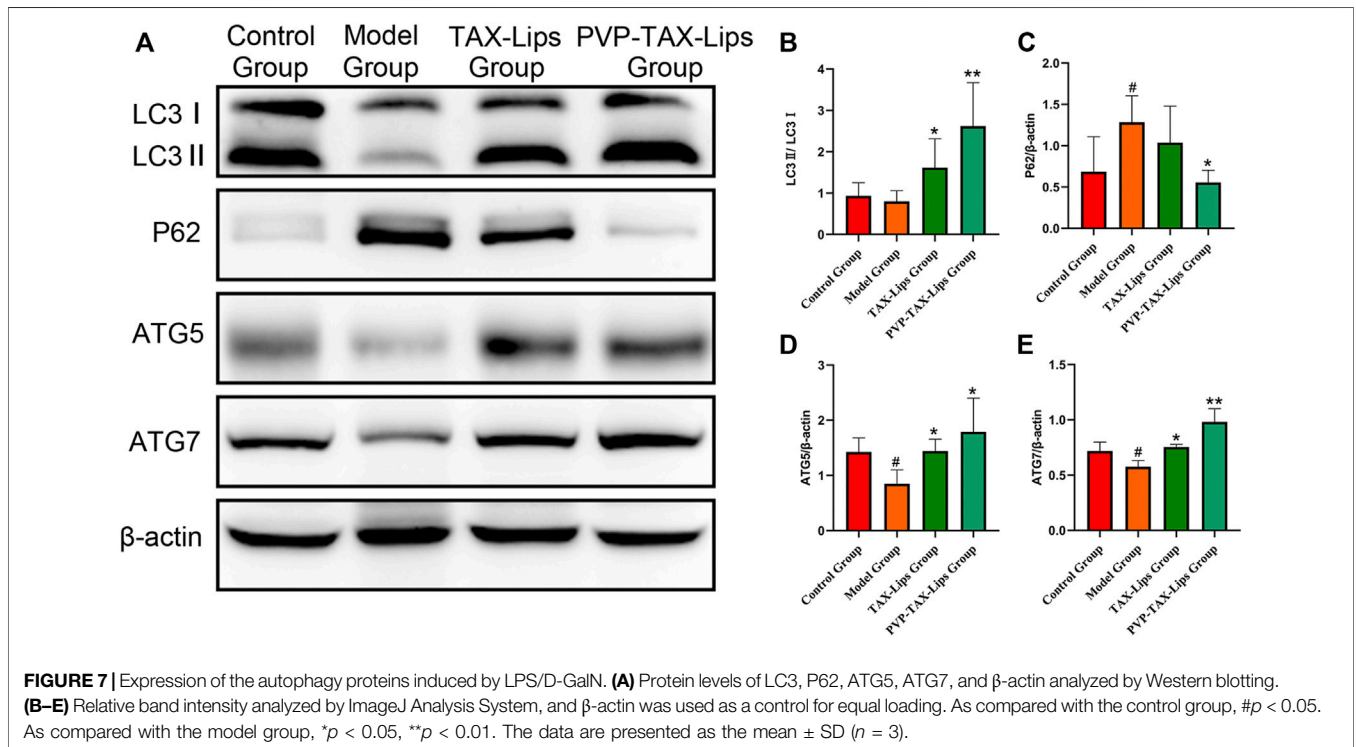 A
Control Group
Model Group
TAX-Lips Group
PVP-TAX-Lips Group
LC3 Ⅰ
LC3 Ⅱ
P62
ATG5
ATG7
β-actin
B
LC3 Ⅱ/ LC3 Ⅰ
4
3
2
1
0
*
**
Control Group
Model Group
TAX-Lips Group
PVP-TAX-Lips Group
C
P62/β-actin
2.0
1.5
1.0
0.5
0.0
#
*
Control Group
Model Group
TAX-Lips Group
PVP-TAX-Lips Group
D
ATG5/β-actin
3
2
1
0
#
*
*
Control Group
Model Group
TAX-Lips Group
PVP-TAX-Lips Group
E
ATG7/β-actin
1.5
1.0
0.5
0.0
#
*
**
Control Group
Model Group
TAX-Lips Group
PVP-TAX-Lips Group
FIGURE 7 | Expression of the autophagy proteins induced by LPS/D-GalN. (A) Protein levels of LC3, P62, ATG5, ATG7, and β-actin analyzed by Western blotting.
(B–E) Relative band intensity analyzed by ImageJ Analysis System, and β-actin was used as a control for equal loading. As compared with the control group, #p < 0.05.
As compared with the model group, *p < 0.05, **p < 0.01. The data are presented as the mean ± SD (n = 3).